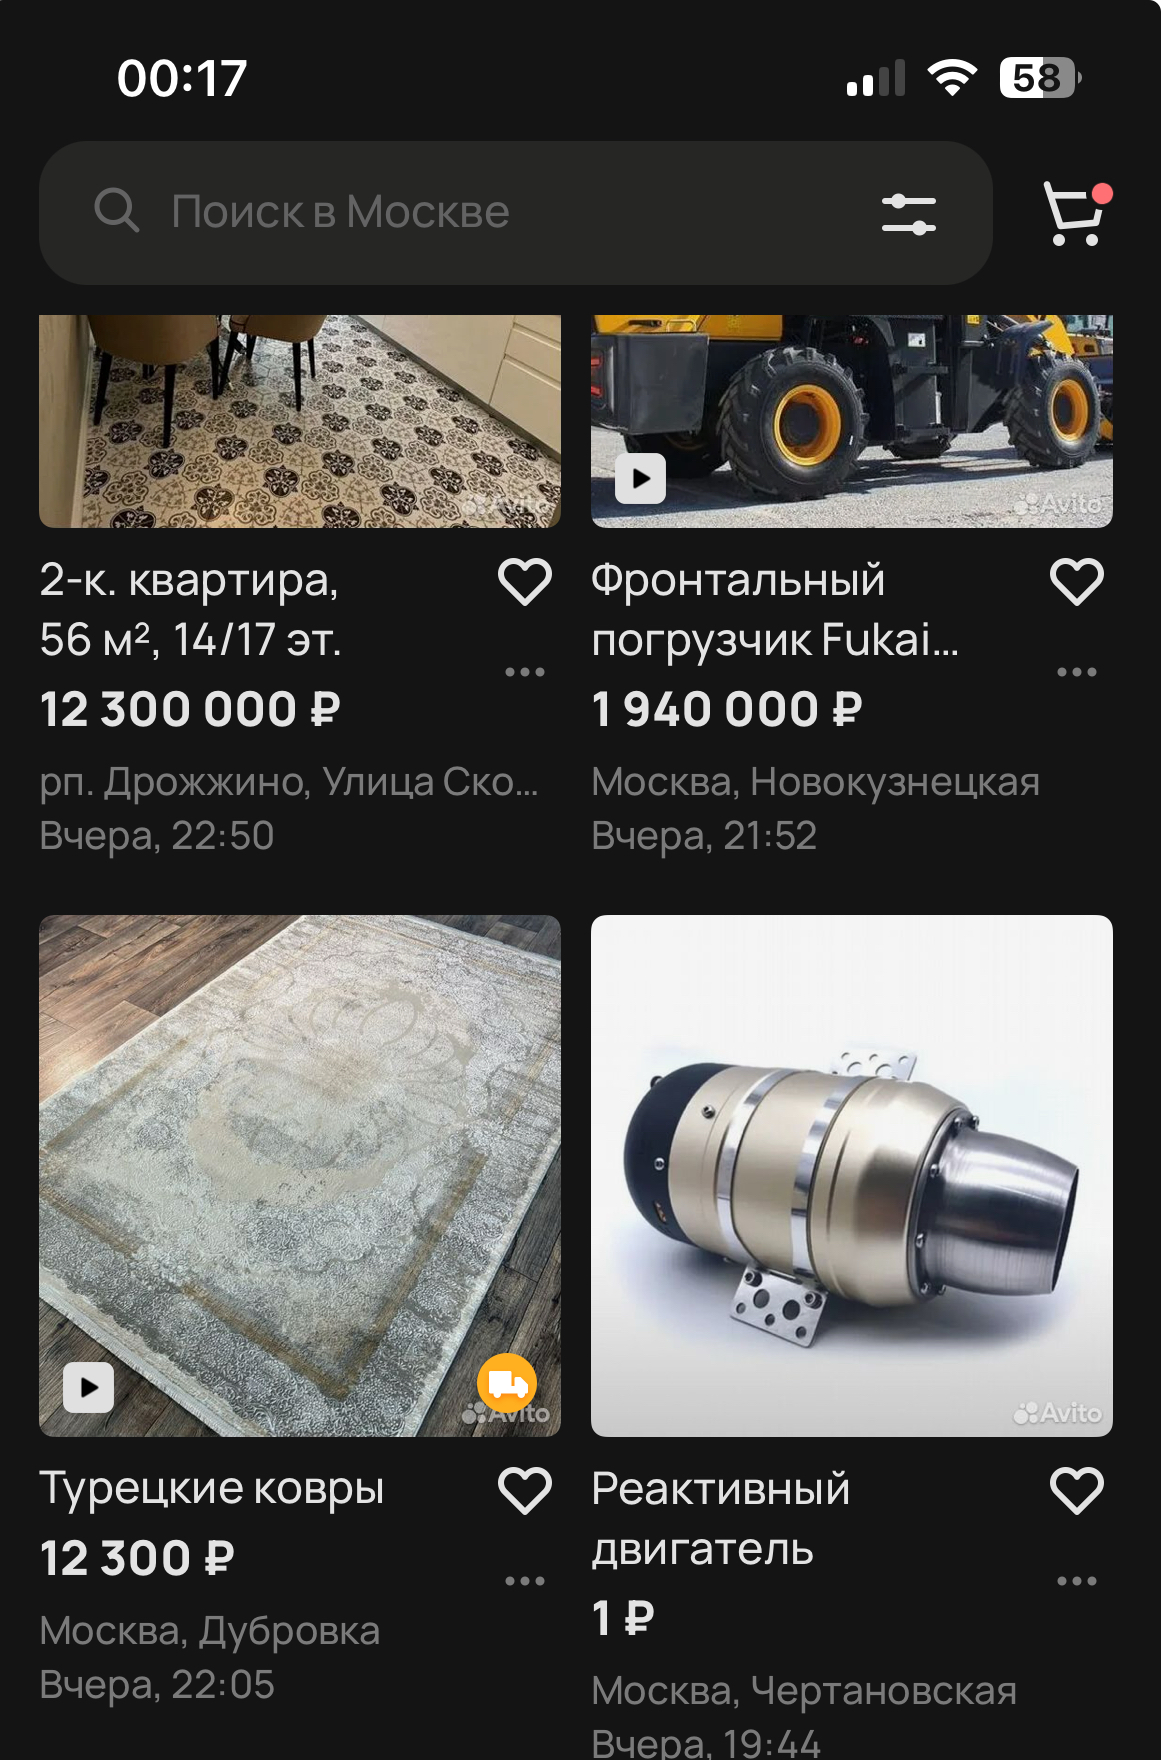 00:17
58
Поиск в Москве
Avito
Avito
2-к. квартира,
56 м², 14/17 эт.
12 300 000 ₽
рп. Дрожжино, Улица Ско...
Вчера, 22:50
Фронтальный
погрузчик Fukai...
1 940 000 ₽
Москва, Новокузнецкая
Вчера, 21:52
Avito
Avito
Турецкие ковры
12 300 ₽
Москва, Дубровка
Вчера, 22:05
Реактивный
двигатель
1 ₽
Москва, Чертановская
Вчера, 19:44